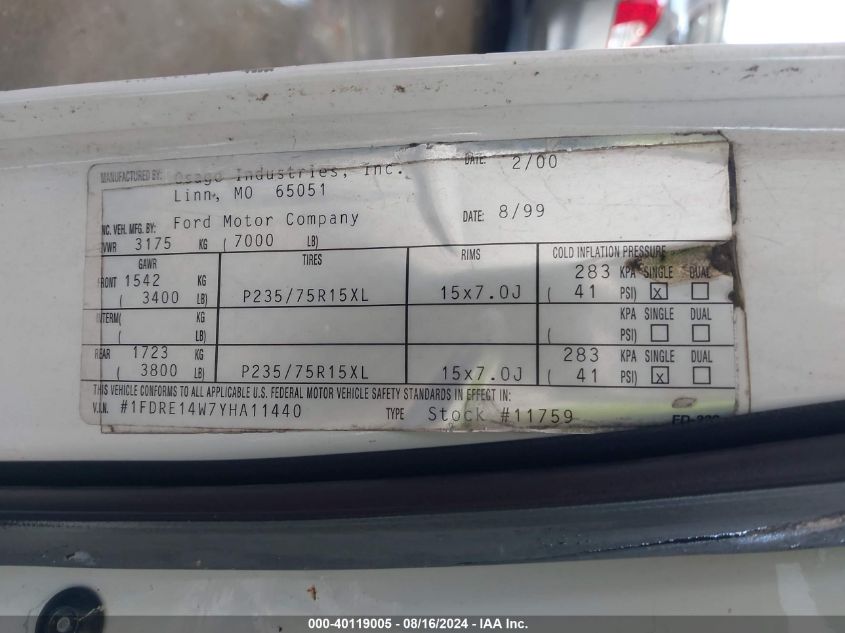 MANUFACTURED BY: Osage Industries, Inc. DATE: 2/00
Linn, MO 65051
INC. VEH. MFG. BY: Ford Motor Company DATE: 8/99
GVWR 3175 KG (7000 LB)
GAWR TIRES RIMS COLD INFLATION PRESSURE
FRONT 1542 KG 283 KPA SINGLE DUAL
( 3400 LB) P235/75R15XL 15x7.0J ( 41 PSI) X
INTERM( KG KPA SINGLE DUAL
( LB) ( PSI)
REAR 1723 KG 283 KPA SINGLE DUAL
( 3800 LB) P235/75R15XL 15x7.0J ( 41 PSI) X
THIS VEHICLE CONFORMS TO ALL APPLICABLE U.S. FEDERAL MOTOR VEHICLE SAFETY STANDARDS IN EFFECT IN:
V.I.N. #1FDRE14W7YHA11440 TYPE Stock #11759
000-40119005 - 08/16/2024 - IAA Inc.